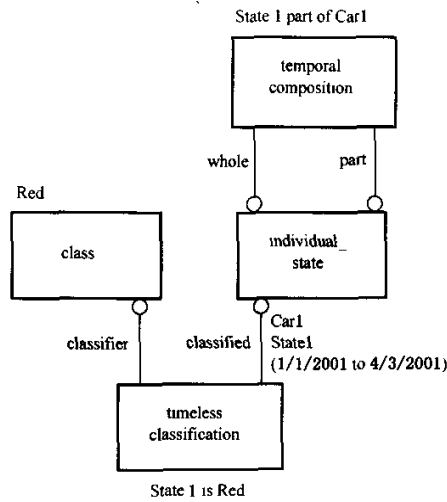 State 1 part of Car1
temporal
composition
whole
part
Red
class
individual_
state
classifier
classified
Car1
State1
(1/1/2001 to 4/3/2001)
timeless
classification
State 1 is Red